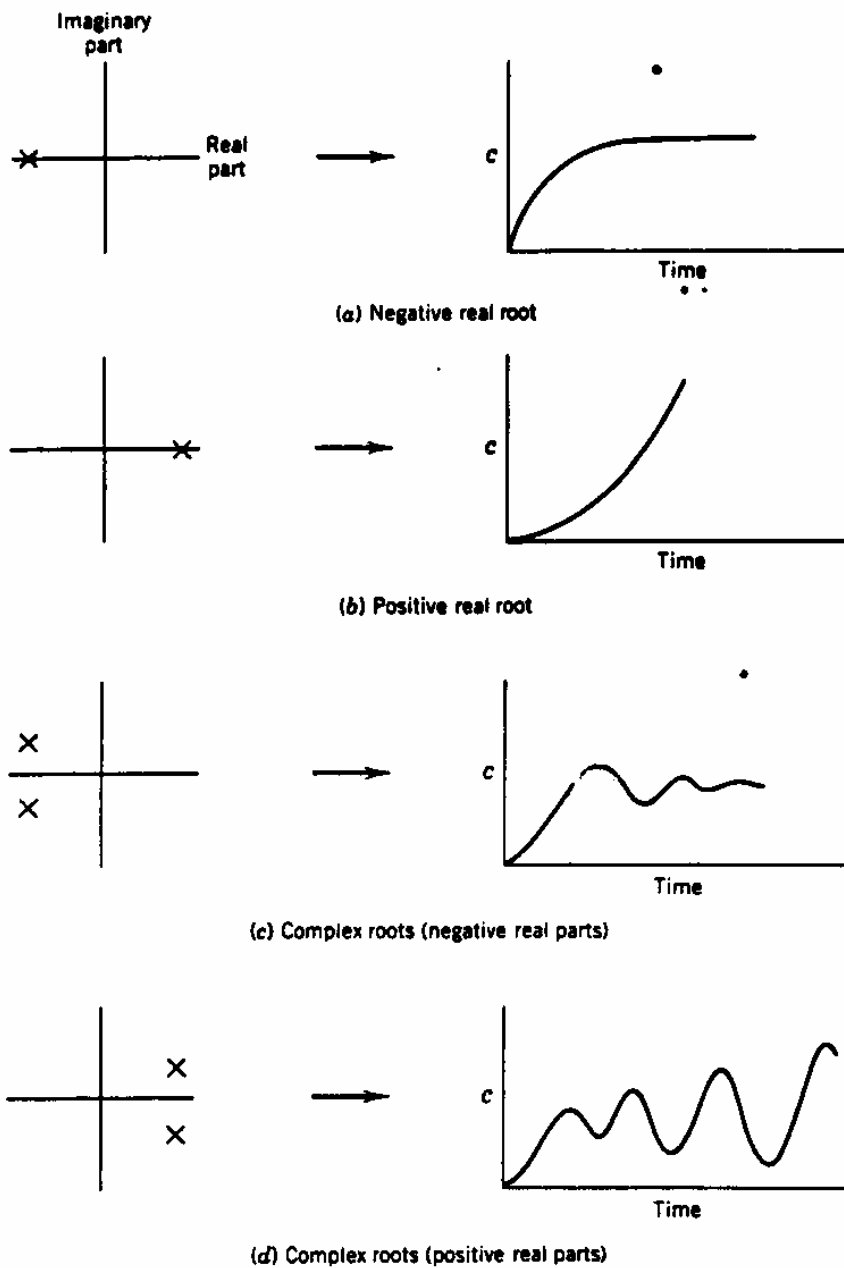 Imaginary
part
Real
part
c
Time
(a) Negative real root
c
Time
(b) Positive real root
c
Time
(c) Complex roots (negative real parts)
c
Time
(d) Complex roots (positive real parts)